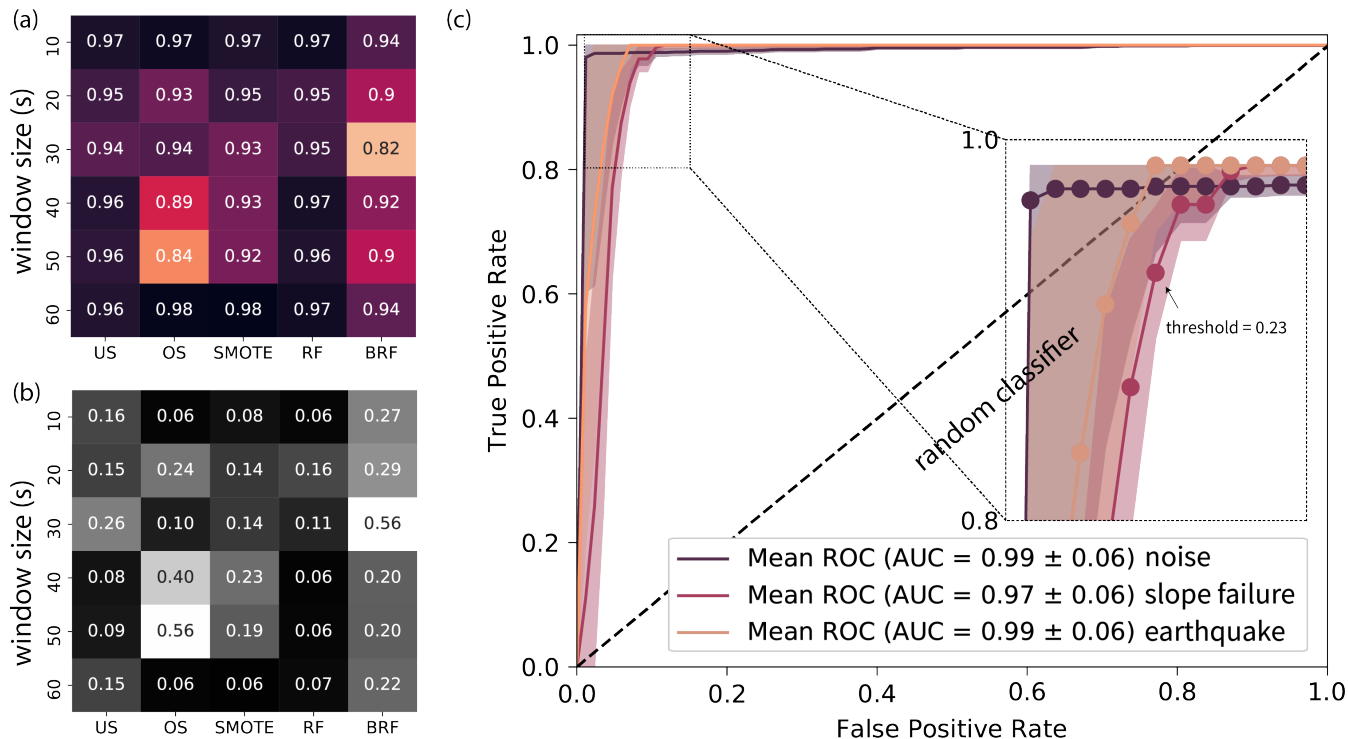 (a)
window size (s)
10 0.97 0.97 0.97 0.97 0.94
20 0.95 0.93 0.95 0.95 0.9
30 0.94 0.94 0.93 0.95 0.82
40 0.96 0.89 0.93 0.97 0.92
50 0.96 0.84 0.92 0.96 0.9
60 0.96 0.98 0.98 0.97 0.94
US OS SMOTE RF BRF
(b)
window size (s)
10 0.16 0.06 0.08 0.06 0.27
20 0.15 0.24 0.14 0.16 0.29
30 0.26 0.10 0.14 0.11 0.56
40 0.08 0.40 0.23 0.06 0.20
50 0.09 0.56 0.19 0.06 0.20
60 0.15 0.06 0.06 0.07 0.22
US OS SMOTE RF BRF
(c)
True Positive Rate
1.0
0.8
0.6
0.4
0.2
0.0
1.0
threshold = 0.23
0.8
random classifier
Mean ROC (AUC = 0.99 ± 0.06) noise
Mean ROC (AUC = 0.97 ± 0.06) slope failure
Mean ROC (AUC = 0.99 ± 0.06) earthquake
0.0 0.2 0.4 0.6 0.8 1.0
False Positive Rate